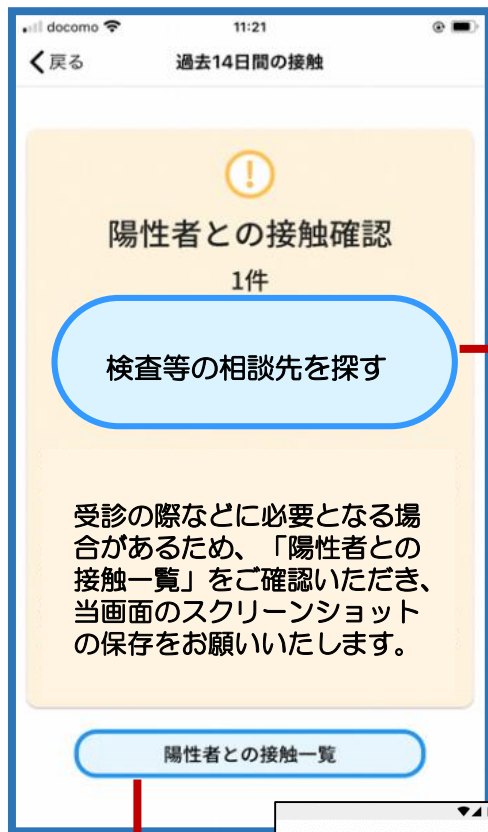 docomo 11:21
戻る 過去14日間の接触
陽性者との接触確認
1件
検査等の相談先を探す
受診の際などに必要となる場
合があるため、「陽性者との
接触一覧」をご確認いただき、
当画面のスクリーンショット
の保存をお願いいたします。
陽性者との接触一覧